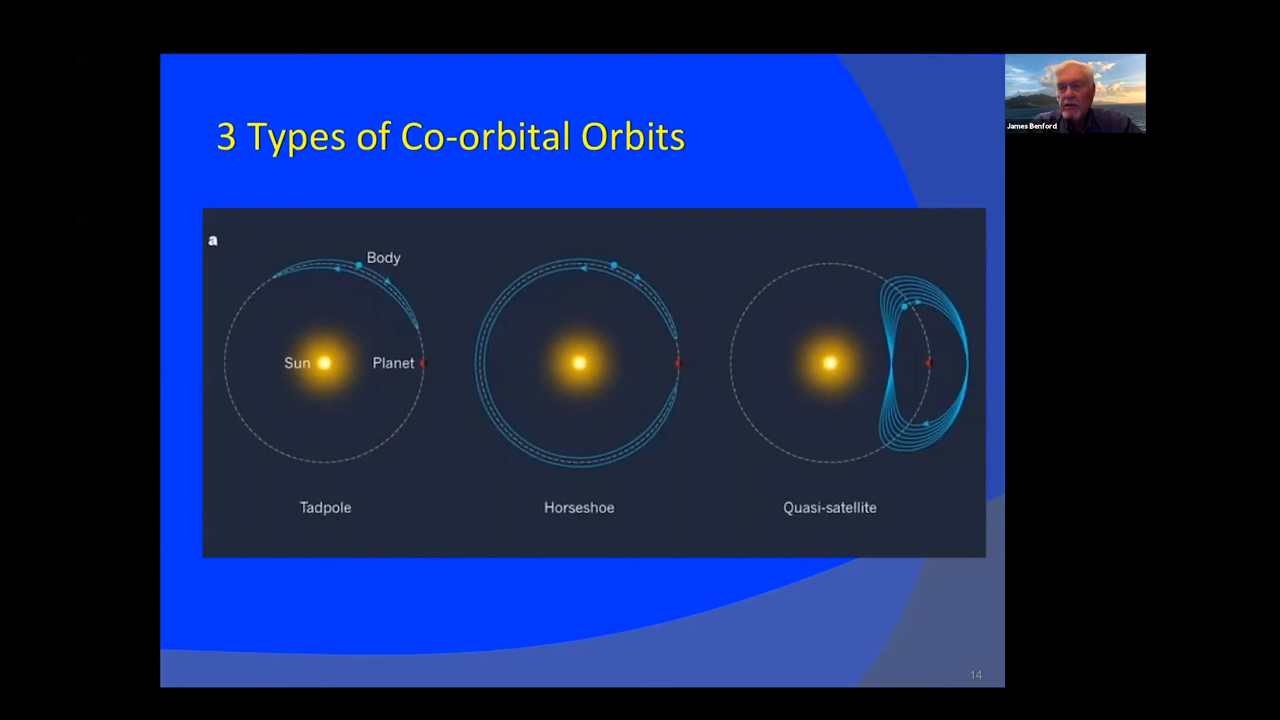 3 Types of Co-orbital Orbits
James Benford
a
Body
Sun
Planet
Tadpole
Horseshoe
Quasi-satellite
14